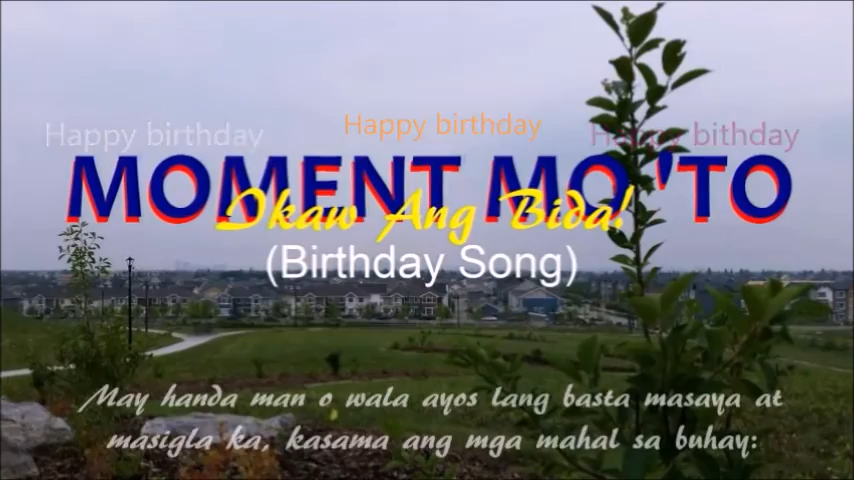 Happy birthday
Happy birthday
Happy bithday
MOMENT MO 'TO
Ikaw Ang Bida!
(Birthday Song)
May handa man o wala ayos lang basta masaya at
masigla ka, kasama ang mga mahal sa buhay: